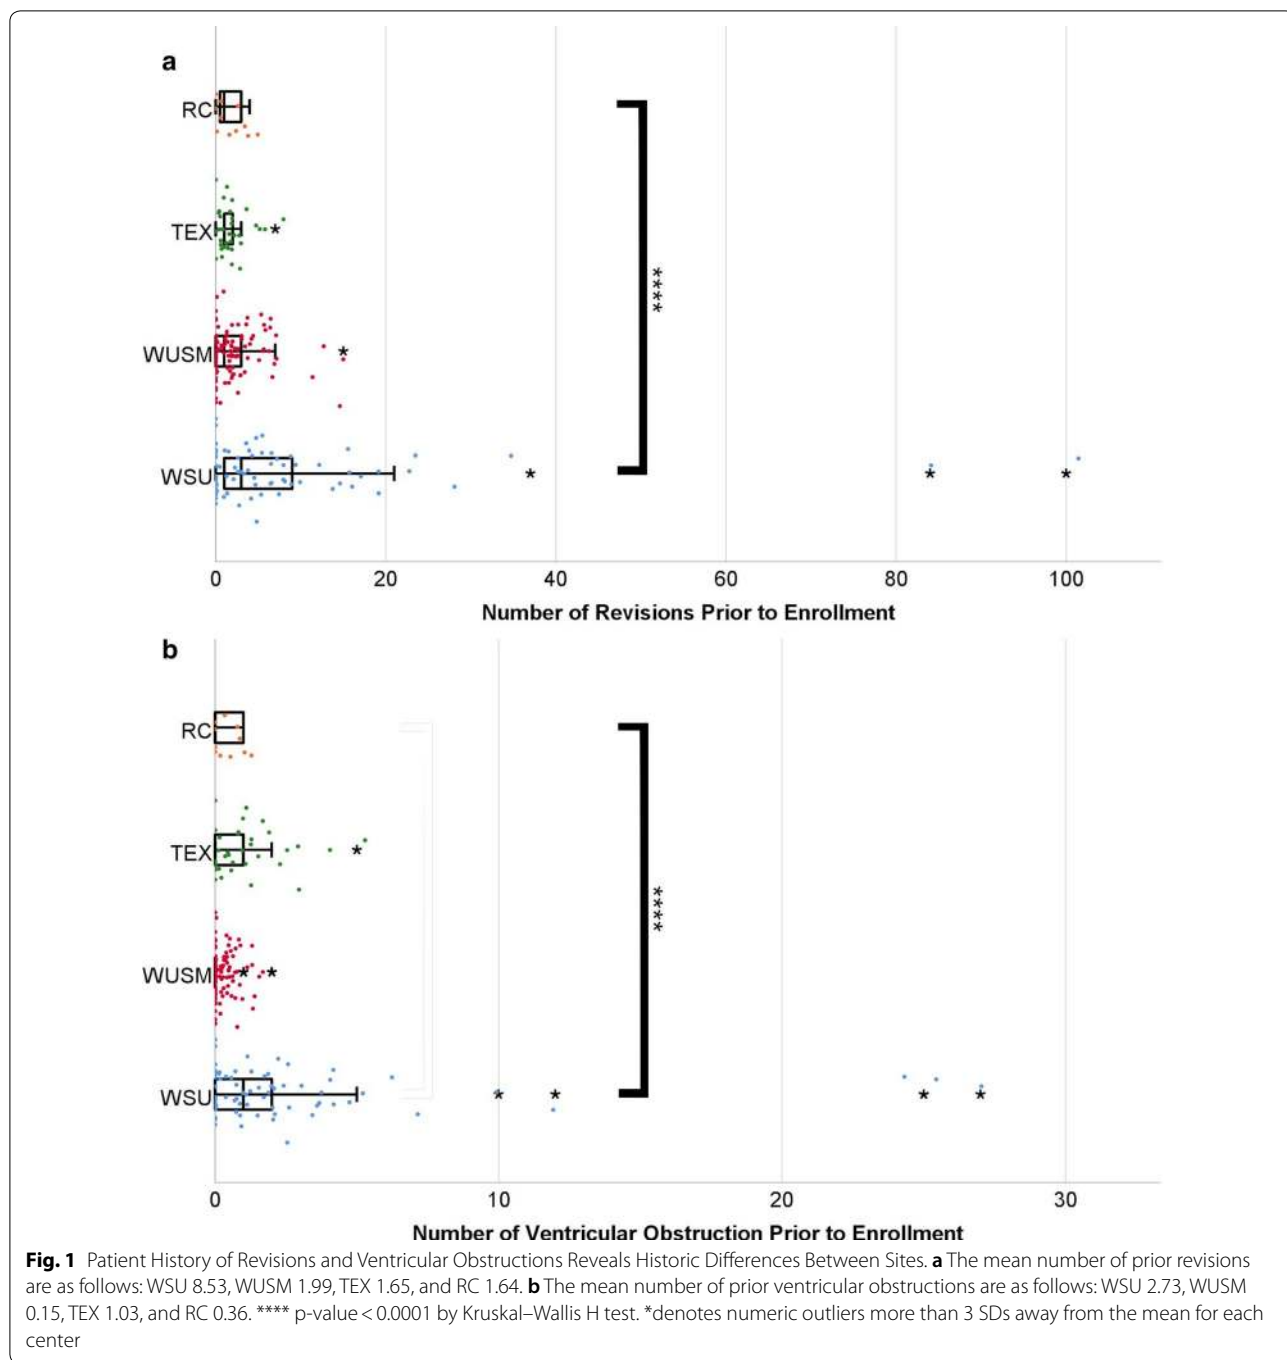 a
RC
TEX
*
****
WUSM
*
WSU
* * *
0 20 40 60 80 100
Number of Revisions Prior to Enrollment
b
RC
TEX
*
****
WUSM
* *
WSU
* * * *
0 10 20 30
Number of Ventricular Obstruction Prior to Enrollment
Fig. 1 Patient History of Revisions and Ventricular Obstructions Reveals Historic Differences Between Sites. a The mean number of prior revisions
are as follows: WSU 8.53, WUSM 1.99, TEX 1.65, and RC 1.64. b The mean number of prior ventricular obstructions are as follows: WSU 2.73, WUSM
0.15, TEX 1.03, and RC 0.36. **** p-value < 0.0001 by Kruskal–Wallis H test. *denotes numeric outliers more than 3 SDs away from the mean for each
center